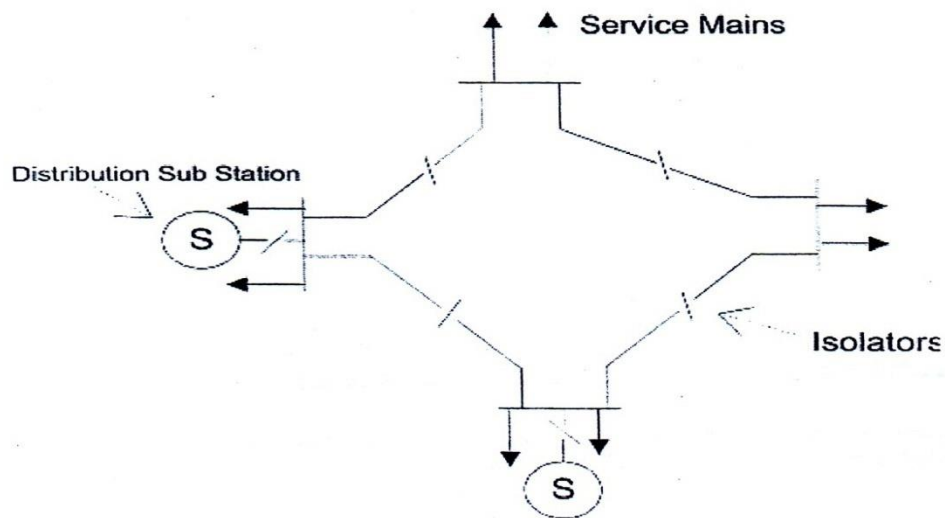 Service Mains
Distribution Sub Station
S
Isolators
S